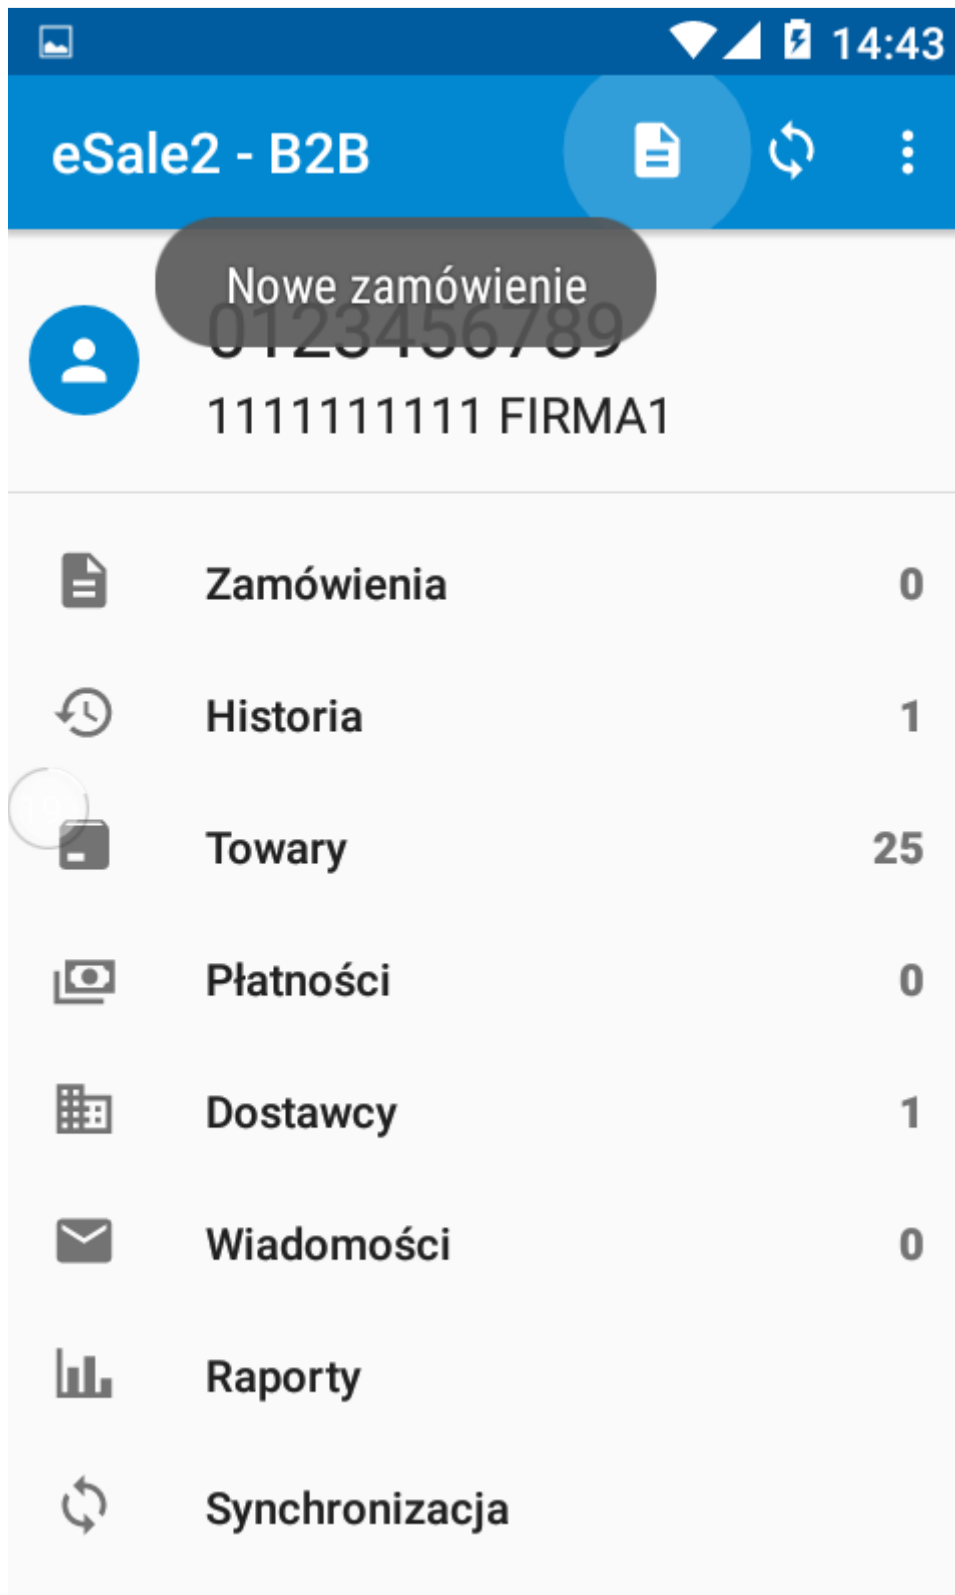 14:43
eSale2 - B2B
Nowe zamówienie
0123456789
1111111111 FIRMA1
Zamówienia 0
Historia 1
Towary 25
Płatności 0
Dostawcy 1
Wiadomości 0
Raporty
Synchronizacja